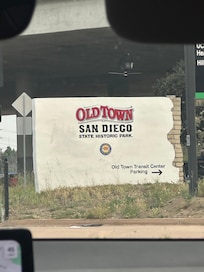 OLD TOWN
SAN DIEGO
STATE HISTORIC PARK
Old Town Transit Center
Parking →